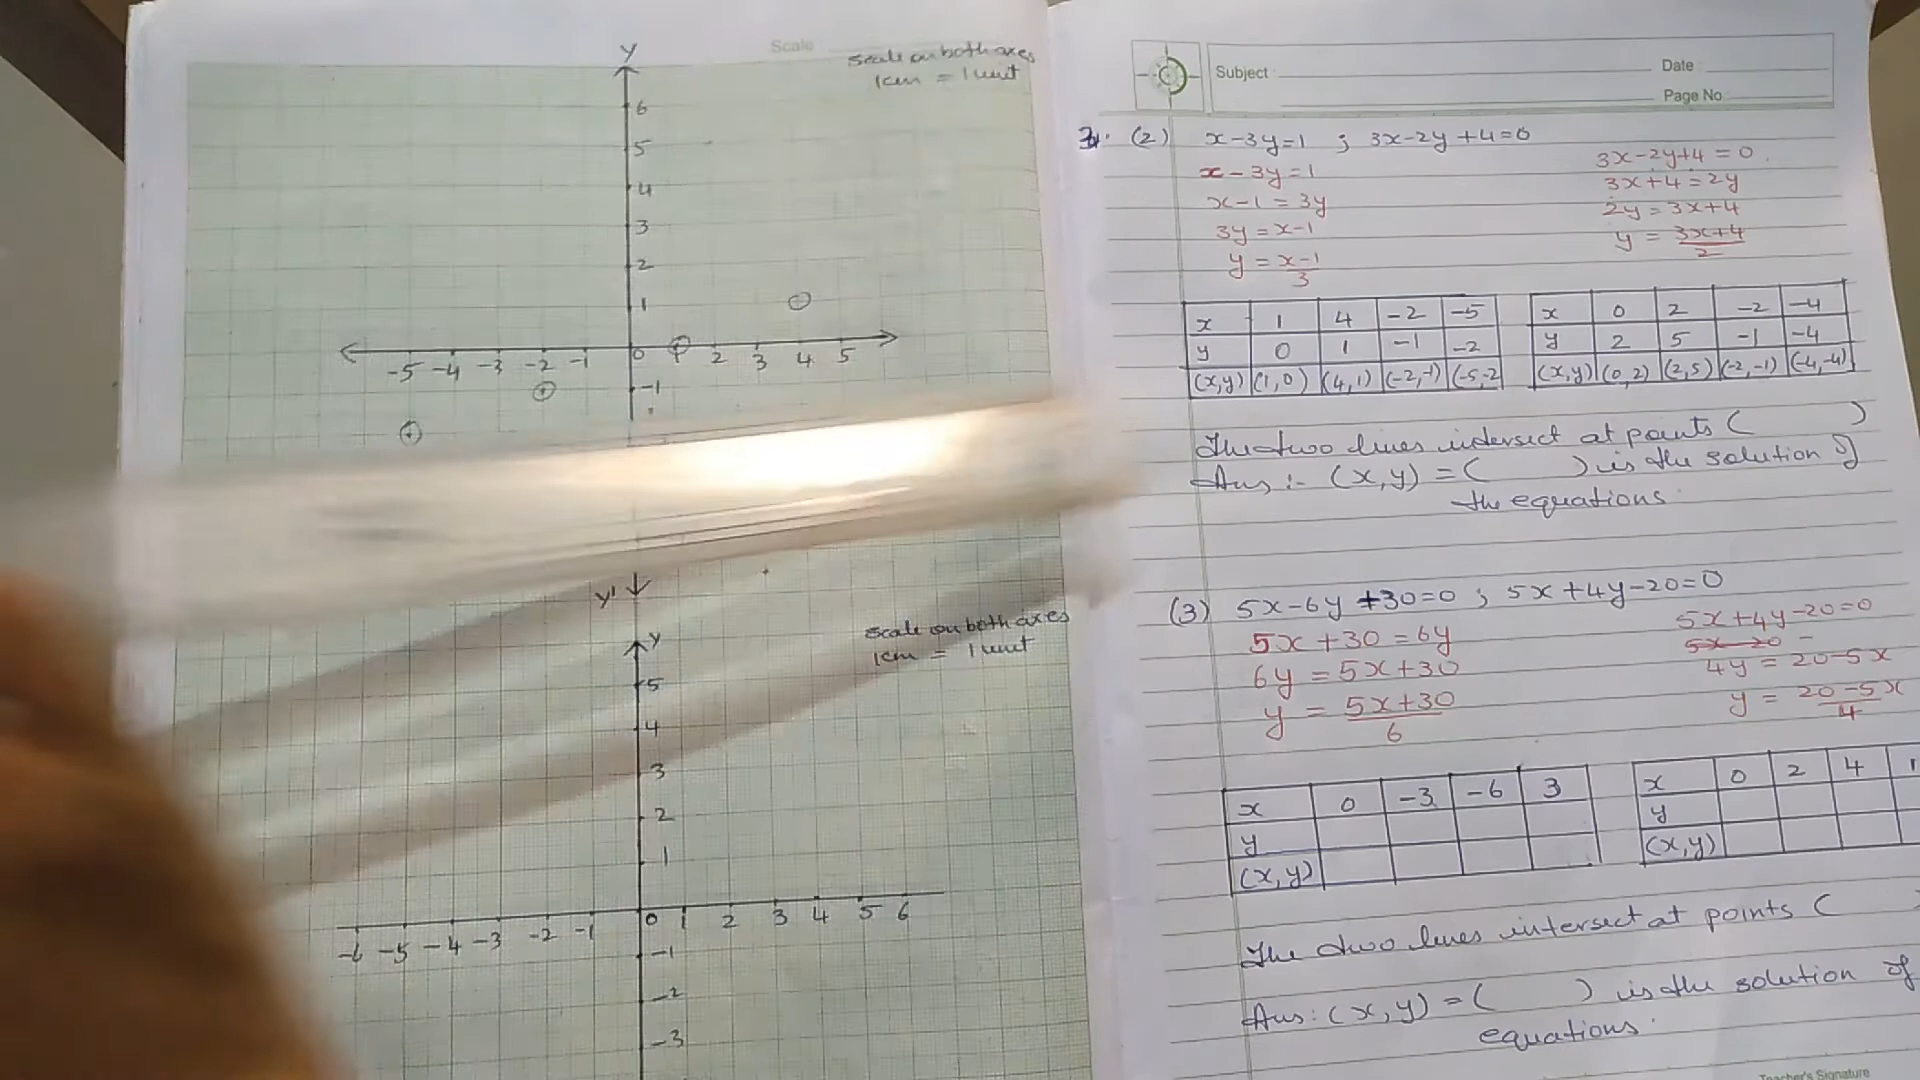 Scale
Scale on both axes
1cm = 1 unit
y
6
5
4
3
2
1
-5 -4 -3 -2 -1 0 1 2 3 4 5
-1
y'
y
Scale on both axes
1cm = 1 unit
5
4
3
2
1
-6 -5 -4 -3 -2 -1 0 1 2 3 4 5 6
-1
-2
-3
Subject
Date
Page No
(2) x-3y=1 ; 3x-2y+4=0
x-3y=1
x-1=3y
3y=x-1
y = x-1/3
3x-2y+4=0
3x+4=2y
2y=3x+4
y = 3x+4/2
x 1 4 -2 -5
y 0 1 -1 -2
(x,y) (1,0) (4,1) (-2,-1) (-5,-2
x 0 2 -2 -4
y 2 5 -1 -4
(x,y) (0,2) (2,5) (-2,-1) (-4,-4)
The two lines intersect at points ( )
Ans :- (x,y) = ( ) is the solution of
the equations.
(3) 5x-6y+30=0 ; 5x+4y-20=0
5x+30=6y
6y=5x+30
y = 5x+30/6
5x+4y-20=0
5x-20=
4y=20-5x
y = 20-5x/4
x 0 -3 -6 3
y
(x,y)
x 0 2 4 1
y
(x,y)
The two lines intersect at points (
Ans: (x,y) = ( ) is the solution of
equations.
Teacher's Signature